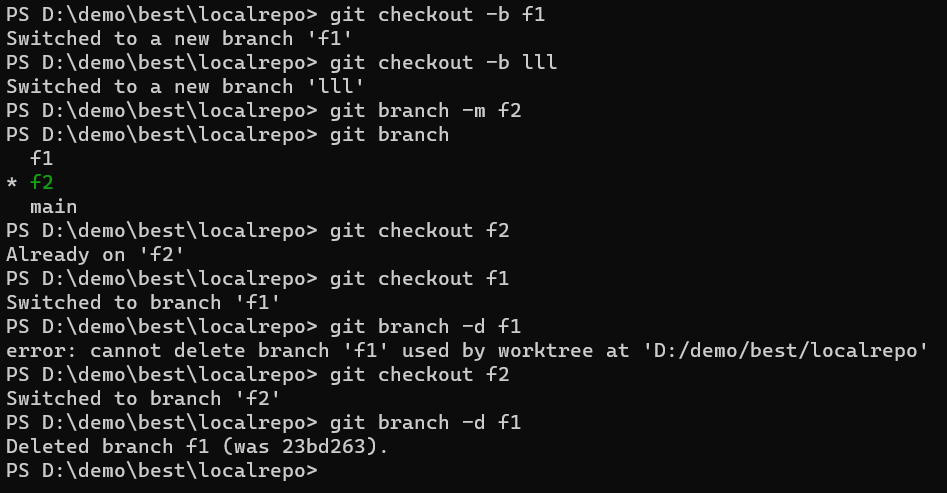 PS D:\demo\best\localrepo> git checkout -b f1
Switched to a new branch 'f1'
PS D:\demo\best\localrepo> git checkout -b lll
Switched to a new branch 'lll'
PS D:\demo\best\localrepo> git branch -m f2
PS D:\demo\best\localrepo> git branch
  f1
* f2
  main
PS D:\demo\best\localrepo> git checkout f2
Already on 'f2'
PS D:\demo\best\localrepo> git checkout f1
Switched to branch 'f1'
PS D:\demo\best\localrepo> git branch -d f1
error: cannot delete branch 'f1' used by worktree at 'D:/demo/best/localrepo'
PS D:\demo\best\localrepo> git checkout f2
Switched to branch 'f2'
PS D:\demo\best\localrepo> git branch -d f1
Deleted branch f1 (was 23bd263).
PS D:\demo\best\localrepo>